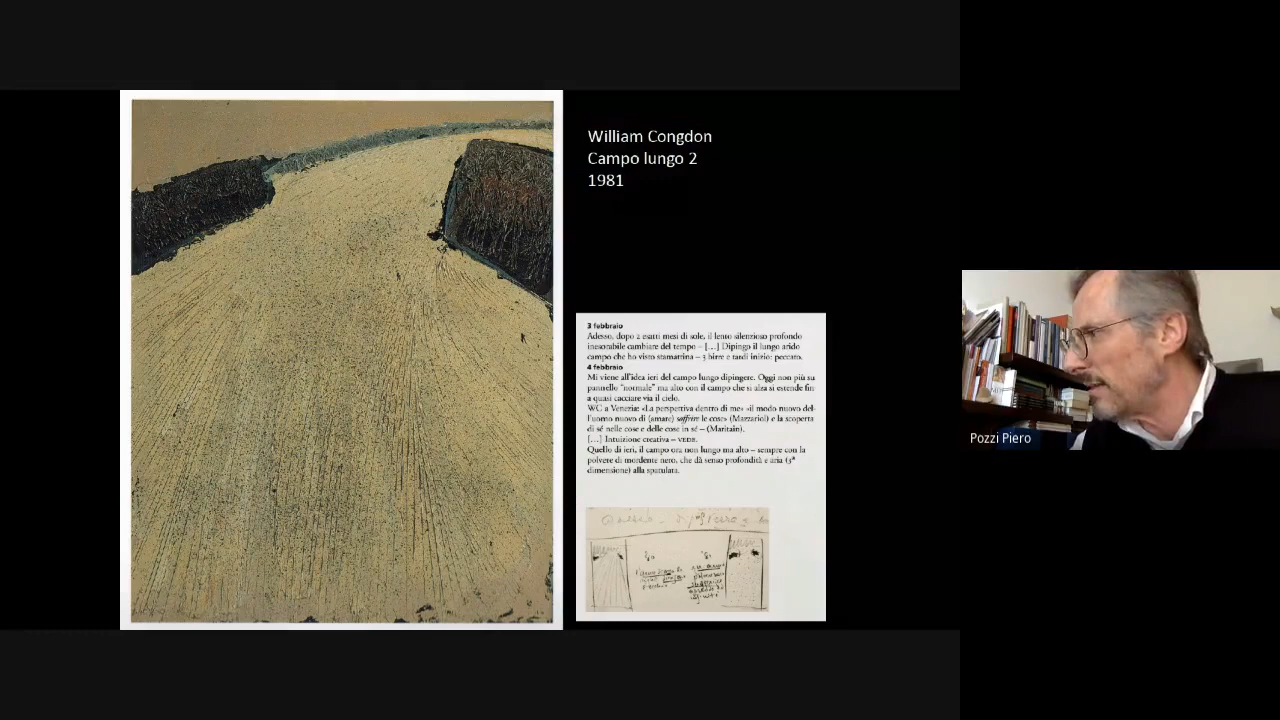 William Congdon
Campo lungo 2
1981
3 febbraio
Adesso, dopo 2 esatti mesi di sole, il lento silenzioso profondo
inesorabile cambiare del tempo – […] Dipingo il lungo arido
campo che ho visto stamattina – 3 birre e tardi inizio: peccato.
4 febbraio
Mi viene all'idea ieri del campo lungo dipingere. Oggi non più su
pannello "normale" ma alto con il campo che si alza si estende fin
a quasi cacciare via il cielo.
WC a Venezia: «La perspettiva dentro di me» «il modo nuovo del-
l'uomo nuovo di (amare) soffrire le cose» (Mazzariol) e la scoperta
di sé nelle cose e delle cose in sé – (Maritain).
[…] Intuizione creativa – VEDE.
Quello di ieri, il campo ora non lungo ma alto – sempre con la
polvere di mordente nero, che dà senso profondità e aria (3ª
dimensione) alla spatulata.
Pozzi Piero